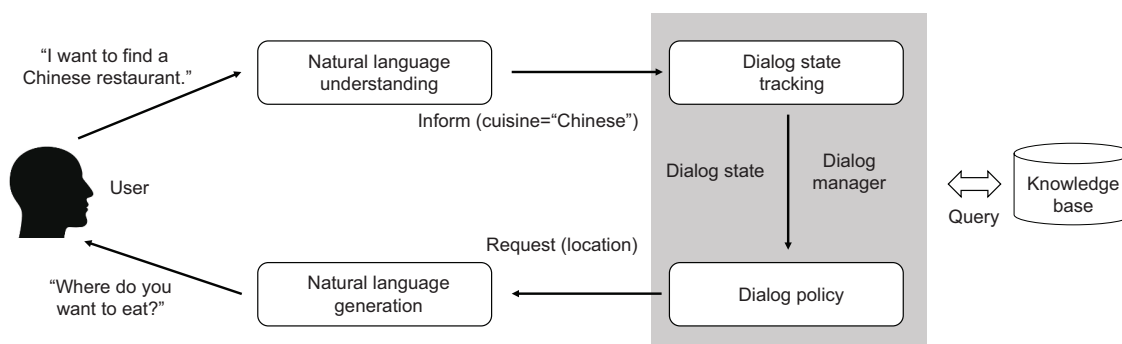 “I want to find a
Chinese restaurant.”
Natural language
understanding
Dialog state
tracking
Inform (cuisine=“Chinese”)
User
Dialog state
Dialog
manager
Knowledge
base
Query
Request (location)
“Where do you
want to eat?”
Natural language
generation
Dialog policy